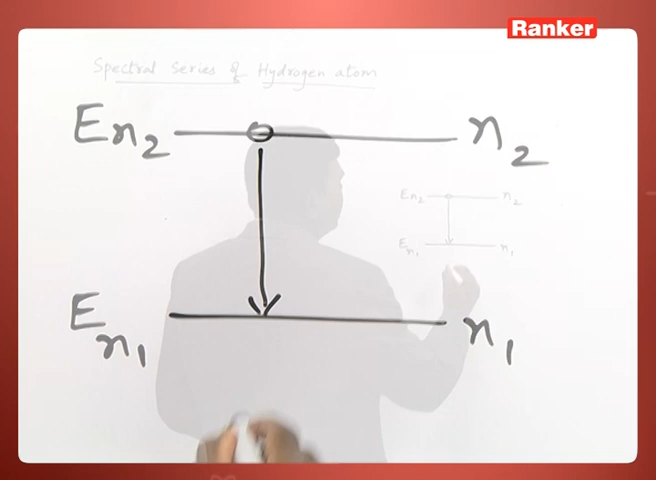 Ranker
Spectral Series of Hydrogen atom
En2 n2
En2 n2
En1 n1
En1 n1